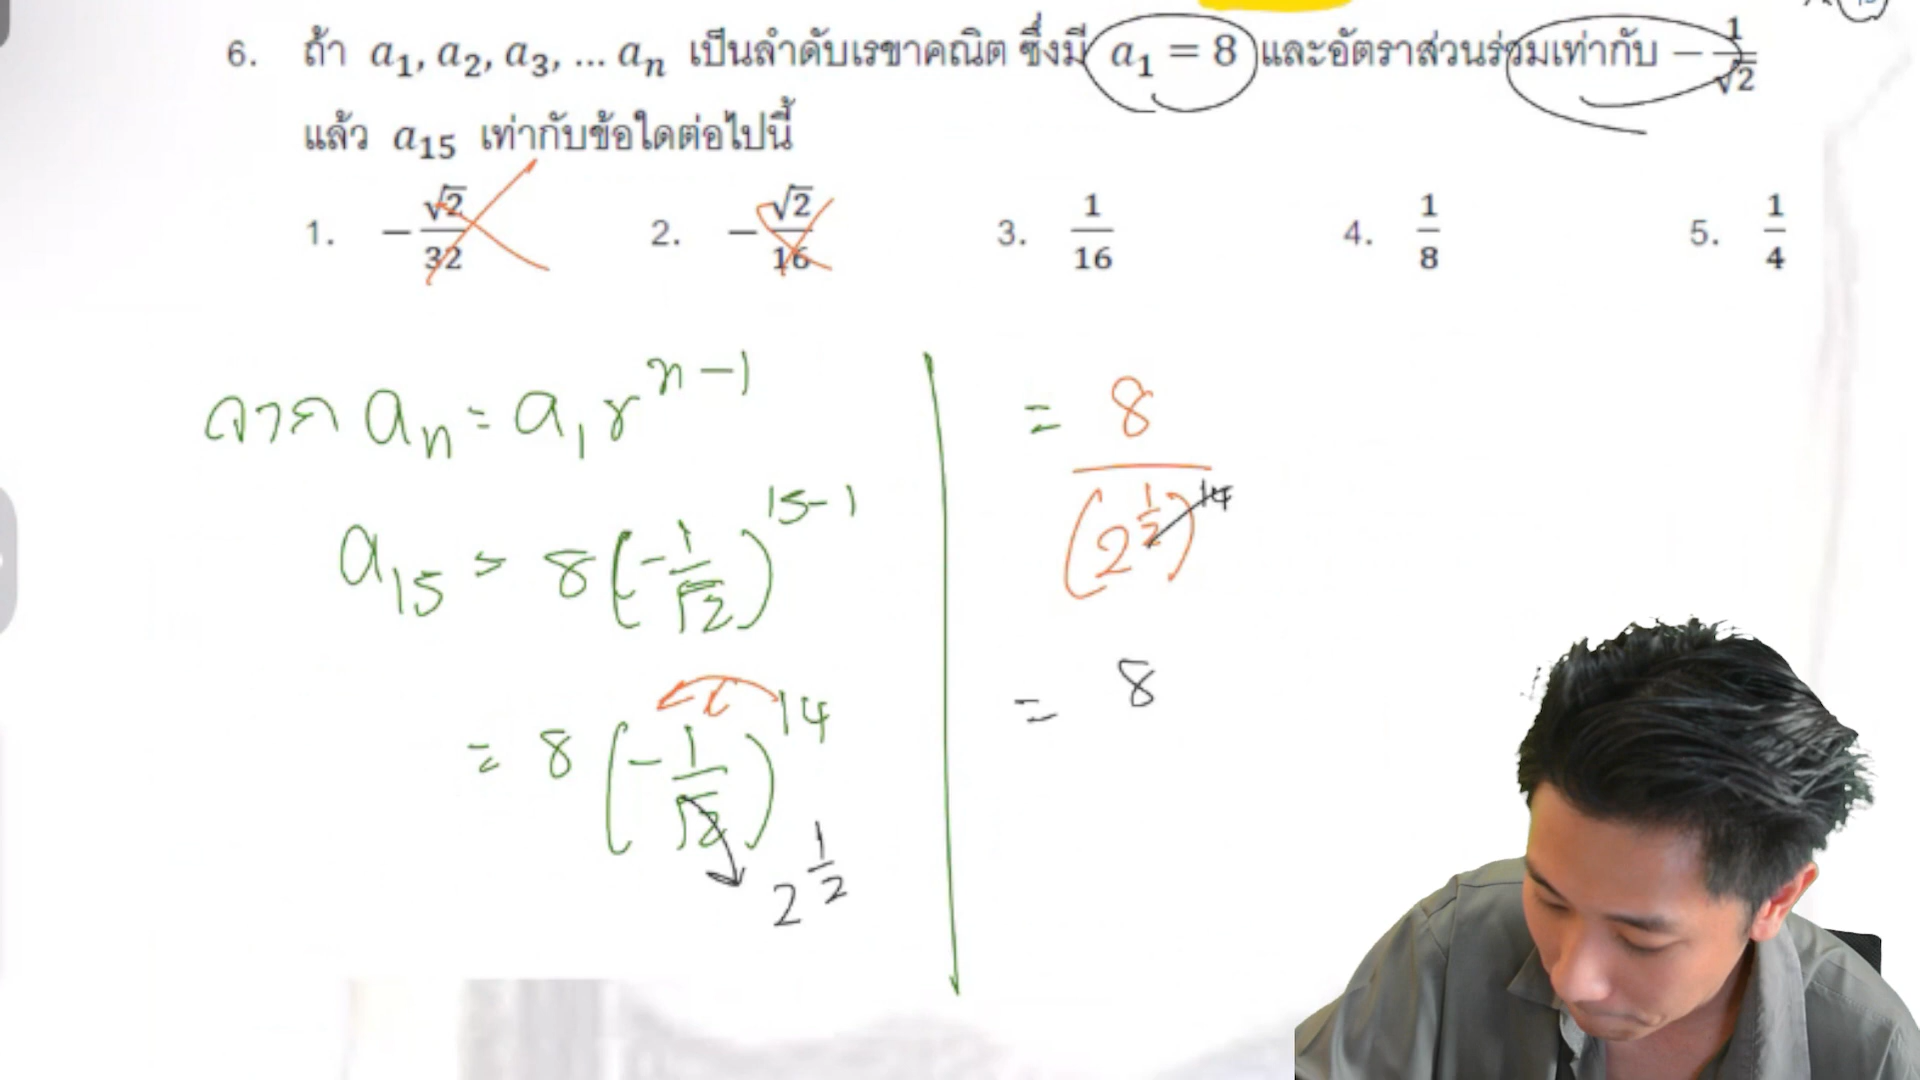 6. ถ้า a₁, a₂, a₃, ... aₙ เป็นลำดับเรขาคณิต ซึ่งมี a₁ = 8 และอัตราส่วนร่วมเท่ากับ −1/√2
แล้ว a₁₅ เท่ากับข้อใดต่อไปนี้
1. −√2/32 2. −√2/16 3. 1/16 4. 1/8 5. 1/4
จาก aₙ = a₁rⁿ⁻¹
a₁₅ = 8(−1/√2)¹⁵⁻¹
= 8(−1/√2)¹⁴
2^(1/2)
= 8/(2^(1/2))¹⁴
= 8